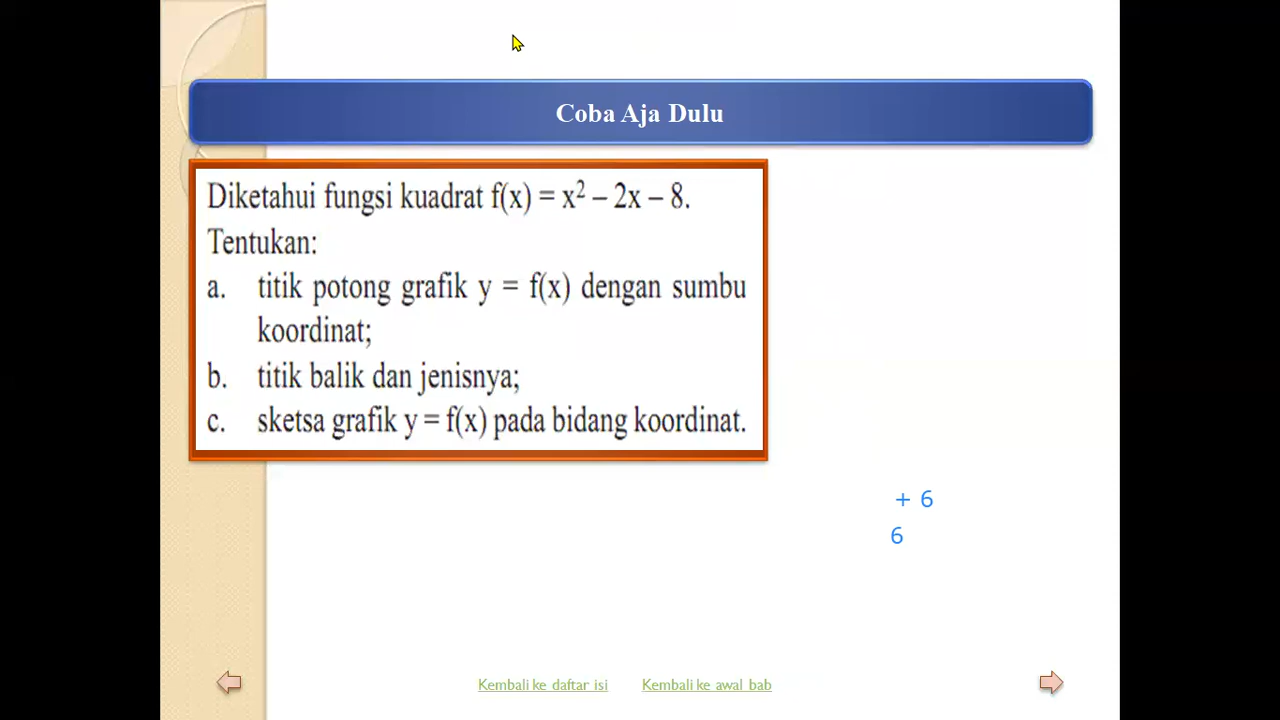 Coba Aja Dulu
Diketahui fungsi kuadrat f(x) = x² – 2x – 8.
Tentukan:
a. titik potong grafik y = f(x) dengan sumbu
koordinat;
b. titik balik dan jenisnya;
c. sketsa grafik y = f(x) pada bidang koordinat.
+ 6
6
Kembali ke daftar isi Kembali ke awal bab